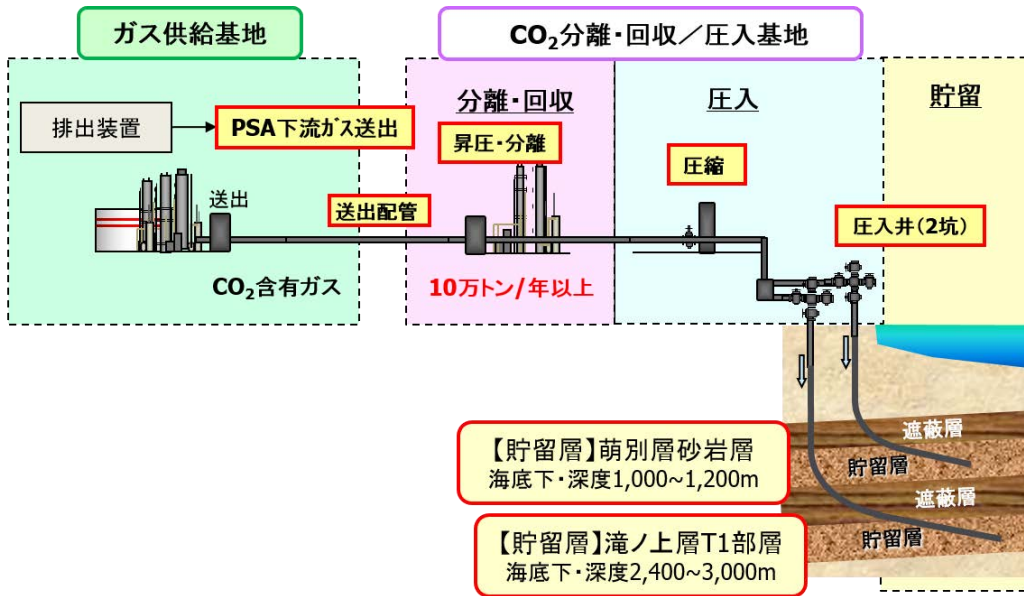 ガス供給基地
CO₂分離・回収／圧入基地
排出装置
PSA下流ガス送出
送出
送出配管
CO₂含有ガス
分離・回収
昇圧・分離
10万トン/年以上
圧入
圧縮
貯留
圧入井(2坑)
遮蔽層
貯留層
遮蔽層
貯留層
【貯留層】萌別層砂岩層
海底下・深度1,000~1,200m
【貯留層】滝ノ上層T1部層
海底下・深度2,400~3,000m